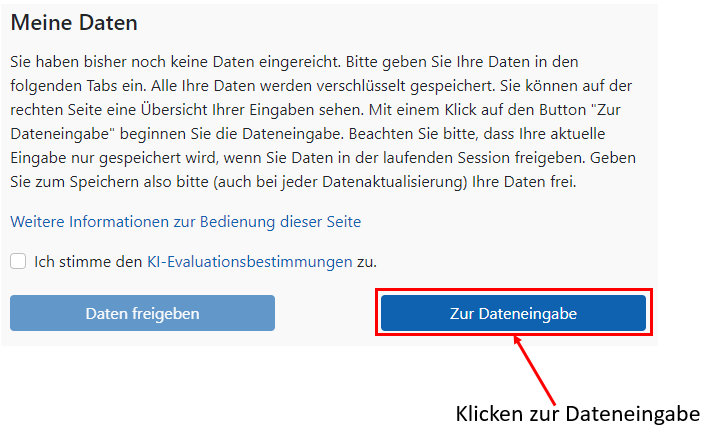 Meine Daten
Sie haben bisher noch keine Daten eingereicht. Bitte geben Sie Ihre Daten in den
folgenden Tabs ein. Alle Ihre Daten werden verschlüsselt gespeichert. Sie können auf der
rechten Seite eine Übersicht Ihrer Eingaben sehen. Mit einem Klick auf den Button "Zur
Dateneingabe" beginnen Sie die Dateneingabe. Beachten Sie bitte, dass Ihre aktuelle
Eingabe nur gespeichert wird, wenn Sie Daten in der laufenden Session freigeben. Geben
Sie zum Speichern also bitte (auch bei jeder Datenaktualisierung) Ihre Daten frei.
Weitere Informationen zur Bedienung dieser Seite
Ich stimme den KI-Evaluationsbestimmungen zu.
Daten freigeben
Zur Dateneingabe
Klicken zur Dateneingabe